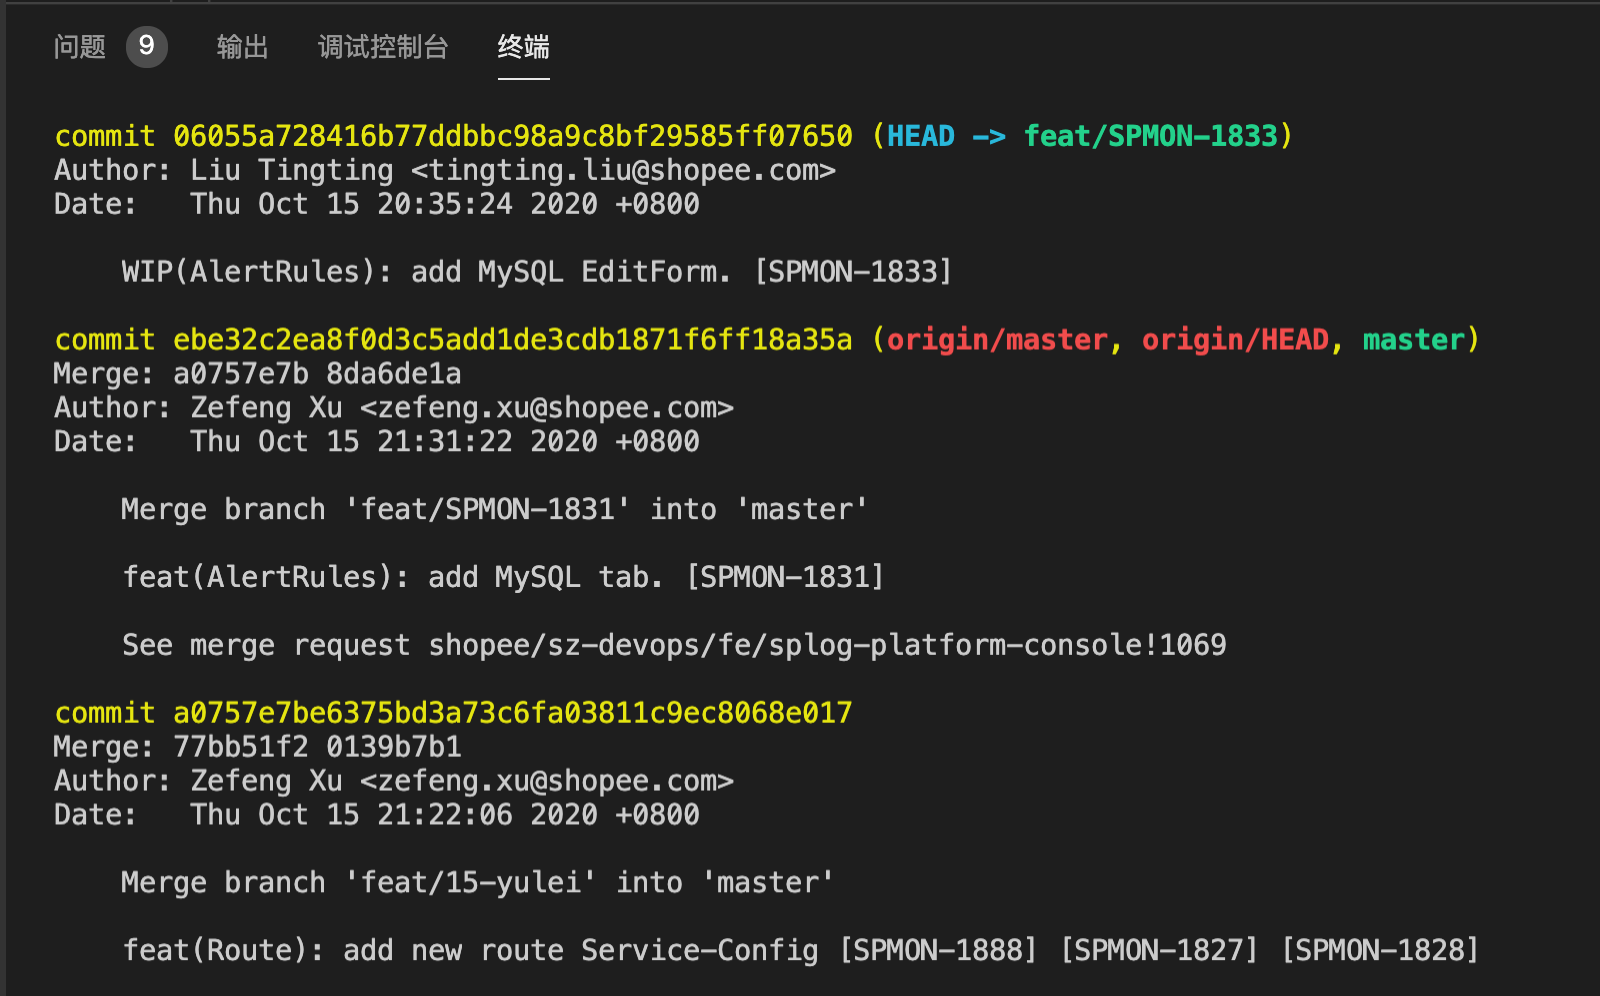 问题 9 输出 调试控制台 终端
commit 06055a728416b77ddbbc98a9c8bf29585ff07650 (HEAD -> feat/SPMON-1833)
Author: Liu Tingting <tingting.liu@shopee.com>
Date:   Thu Oct 15 20:35:24 2020 +0800
    WIP(AlertRules): add MySQL EditForm. [SPMON-1833]
commit ebe32c2ea8f0d3c5add1de3cdb1871f6ff18a35a (origin/master, origin/HEAD, master)
Merge: a0757e7b 8da6de1a
Author: Zefeng Xu <zefeng.xu@shopee.com>
Date:   Thu Oct 15 21:31:22 2020 +0800
    Merge branch 'feat/SPMON-1831' into 'master'
    feat(AlertRules): add MySQL tab. [SPMON-1831]
    See merge request shopee/sz-devops/fe/splog-platform-console!1069
commit a0757e7be6375bd3a73c6fa03811c9ec8068e017
Merge: 77bb51f2 0139b7b1
Author: Zefeng Xu <zefeng.xu@shopee.com>
Date:   Thu Oct 15 21:22:06 2020 +0800
    Merge branch 'feat/15-yulei' into 'master'
    feat(Route): add new route Service-Config [SPMON-1888] [SPMON-1827] [SPMON-1828]